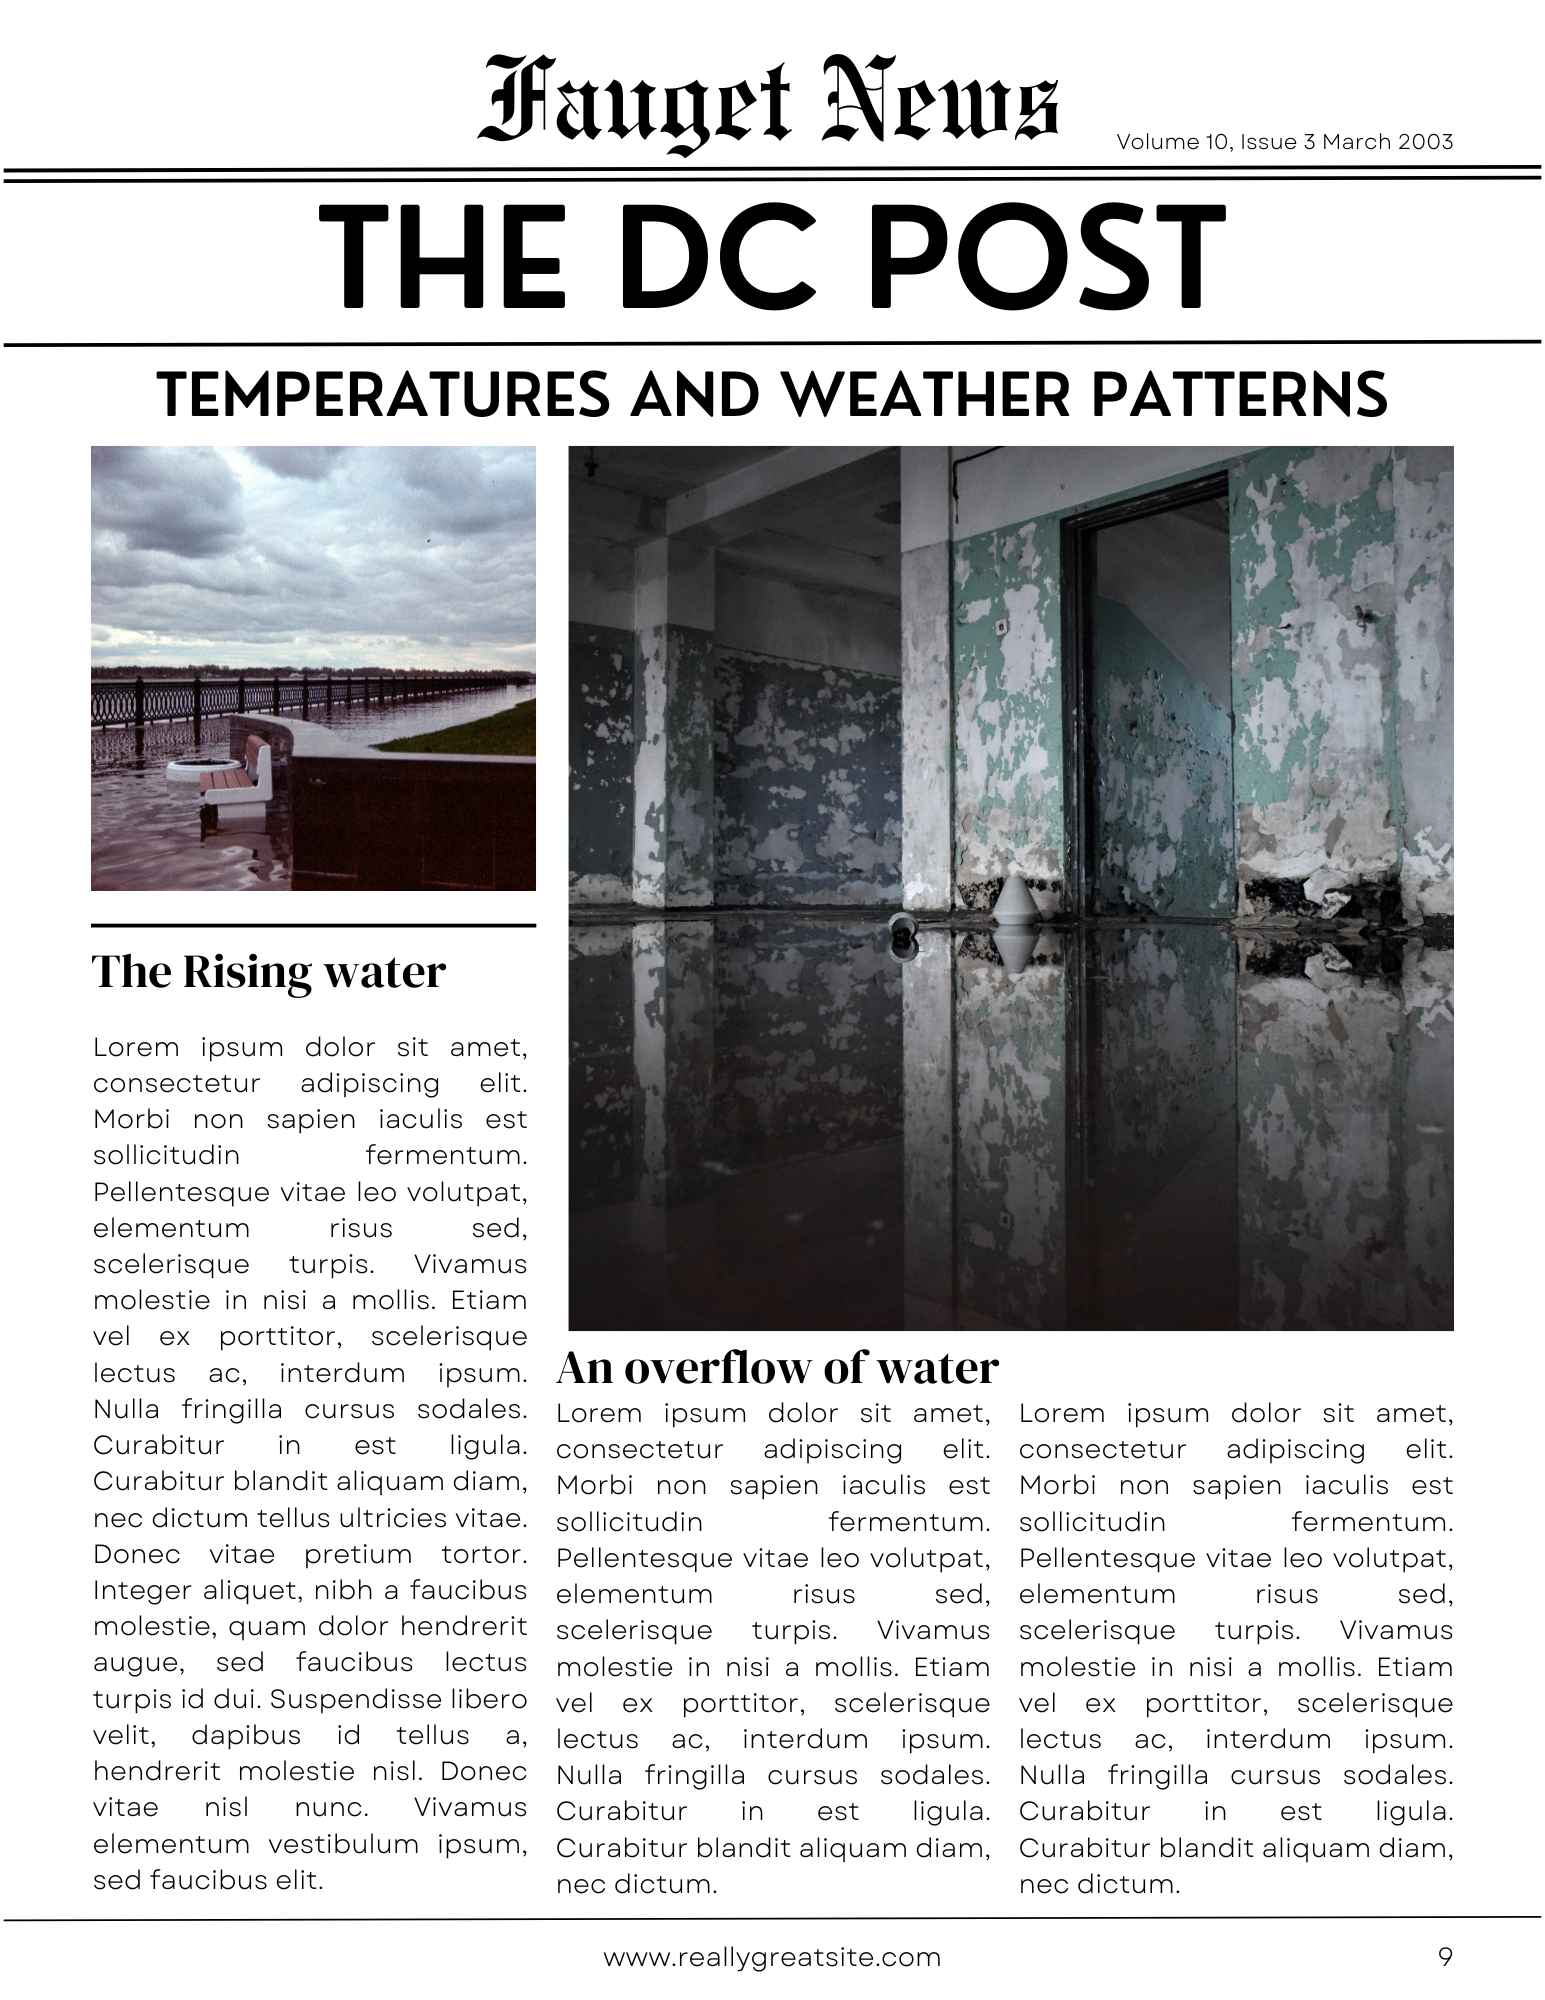 Fauget News
Volume 10, Issue 3 March 2003
THE DC POST
TEMPERATURES AND WEATHER PATTERNS
The Rising water
Lorem ipsum dolor sit amet,
consectetur adipiscing elit.
Morbi non sapien iaculis est
sollicitudin fermentum.
Pellentesque vitae leo volutpat,
elementum risus sed,
scelerisque turpis. Vivamus
molestie in nisi a mollis. Etiam
vel ex porttitor, scelerisque
lectus ac, interdum ipsum.
Nulla fringilla cursus sodales.
Curabitur in est ligula.
Curabitur blandit aliquam diam,
nec dictum tellus ultricies vitae.
Donec vitae pretium tortor.
Integer aliquet, nibh a faucibus
molestie, quam dolor hendrerit
augue, sed faucibus lectus
turpis id dui. Suspendisse libero
velit, dapibus id tellus a,
hendrerit molestie nisl. Donec
vitae nisl nunc. Vivamus
elementum vestibulum ipsum,
sed faucibus elit.
An overflow of water
Lorem ipsum dolor sit amet,
consectetur adipiscing elit.
Morbi non sapien iaculis est
sollicitudin fermentum.
Pellentesque vitae leo volutpat,
elementum risus sed,
scelerisque turpis. Vivamus
molestie in nisi a mollis. Etiam
vel ex porttitor, scelerisque
lectus ac, interdum ipsum.
Nulla fringilla cursus sodales.
Curabitur in est ligula.
Curabitur blandit aliquam diam,
nec dictum.
Lorem ipsum dolor sit amet,
consectetur adipiscing elit.
Morbi non sapien iaculis est
sollicitudin fermentum.
Pellentesque vitae leo volutpat,
elementum risus sed,
scelerisque turpis. Vivamus
molestie in nisi a mollis. Etiam
vel ex porttitor, scelerisque
lectus ac, interdum ipsum.
Nulla fringilla cursus sodales.
Curabitur in est ligula.
Curabitur blandit aliquam diam,
nec dictum.
www.reallygreatsite.com
9